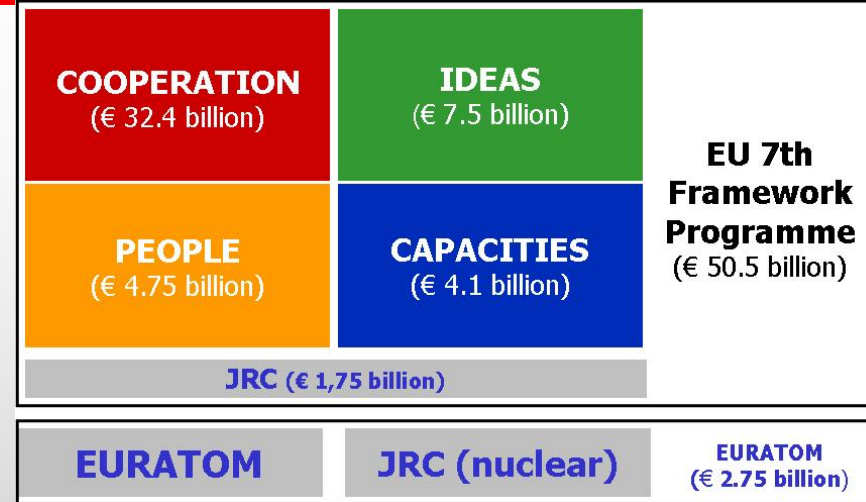 COOPERATION
(€ 32.4 billion)
IDEAS
(€ 7.5 billion)
PEOPLE
(€ 4.75 billion)
CAPACITIES
(€ 4.1 billion)
EU 7th
Framework
Programme
(€ 50.5 billion)
JRC (€ 1,75 billion)
EURATOM
JRC (nuclear)
EURATOM
(€ 2.75 billion)